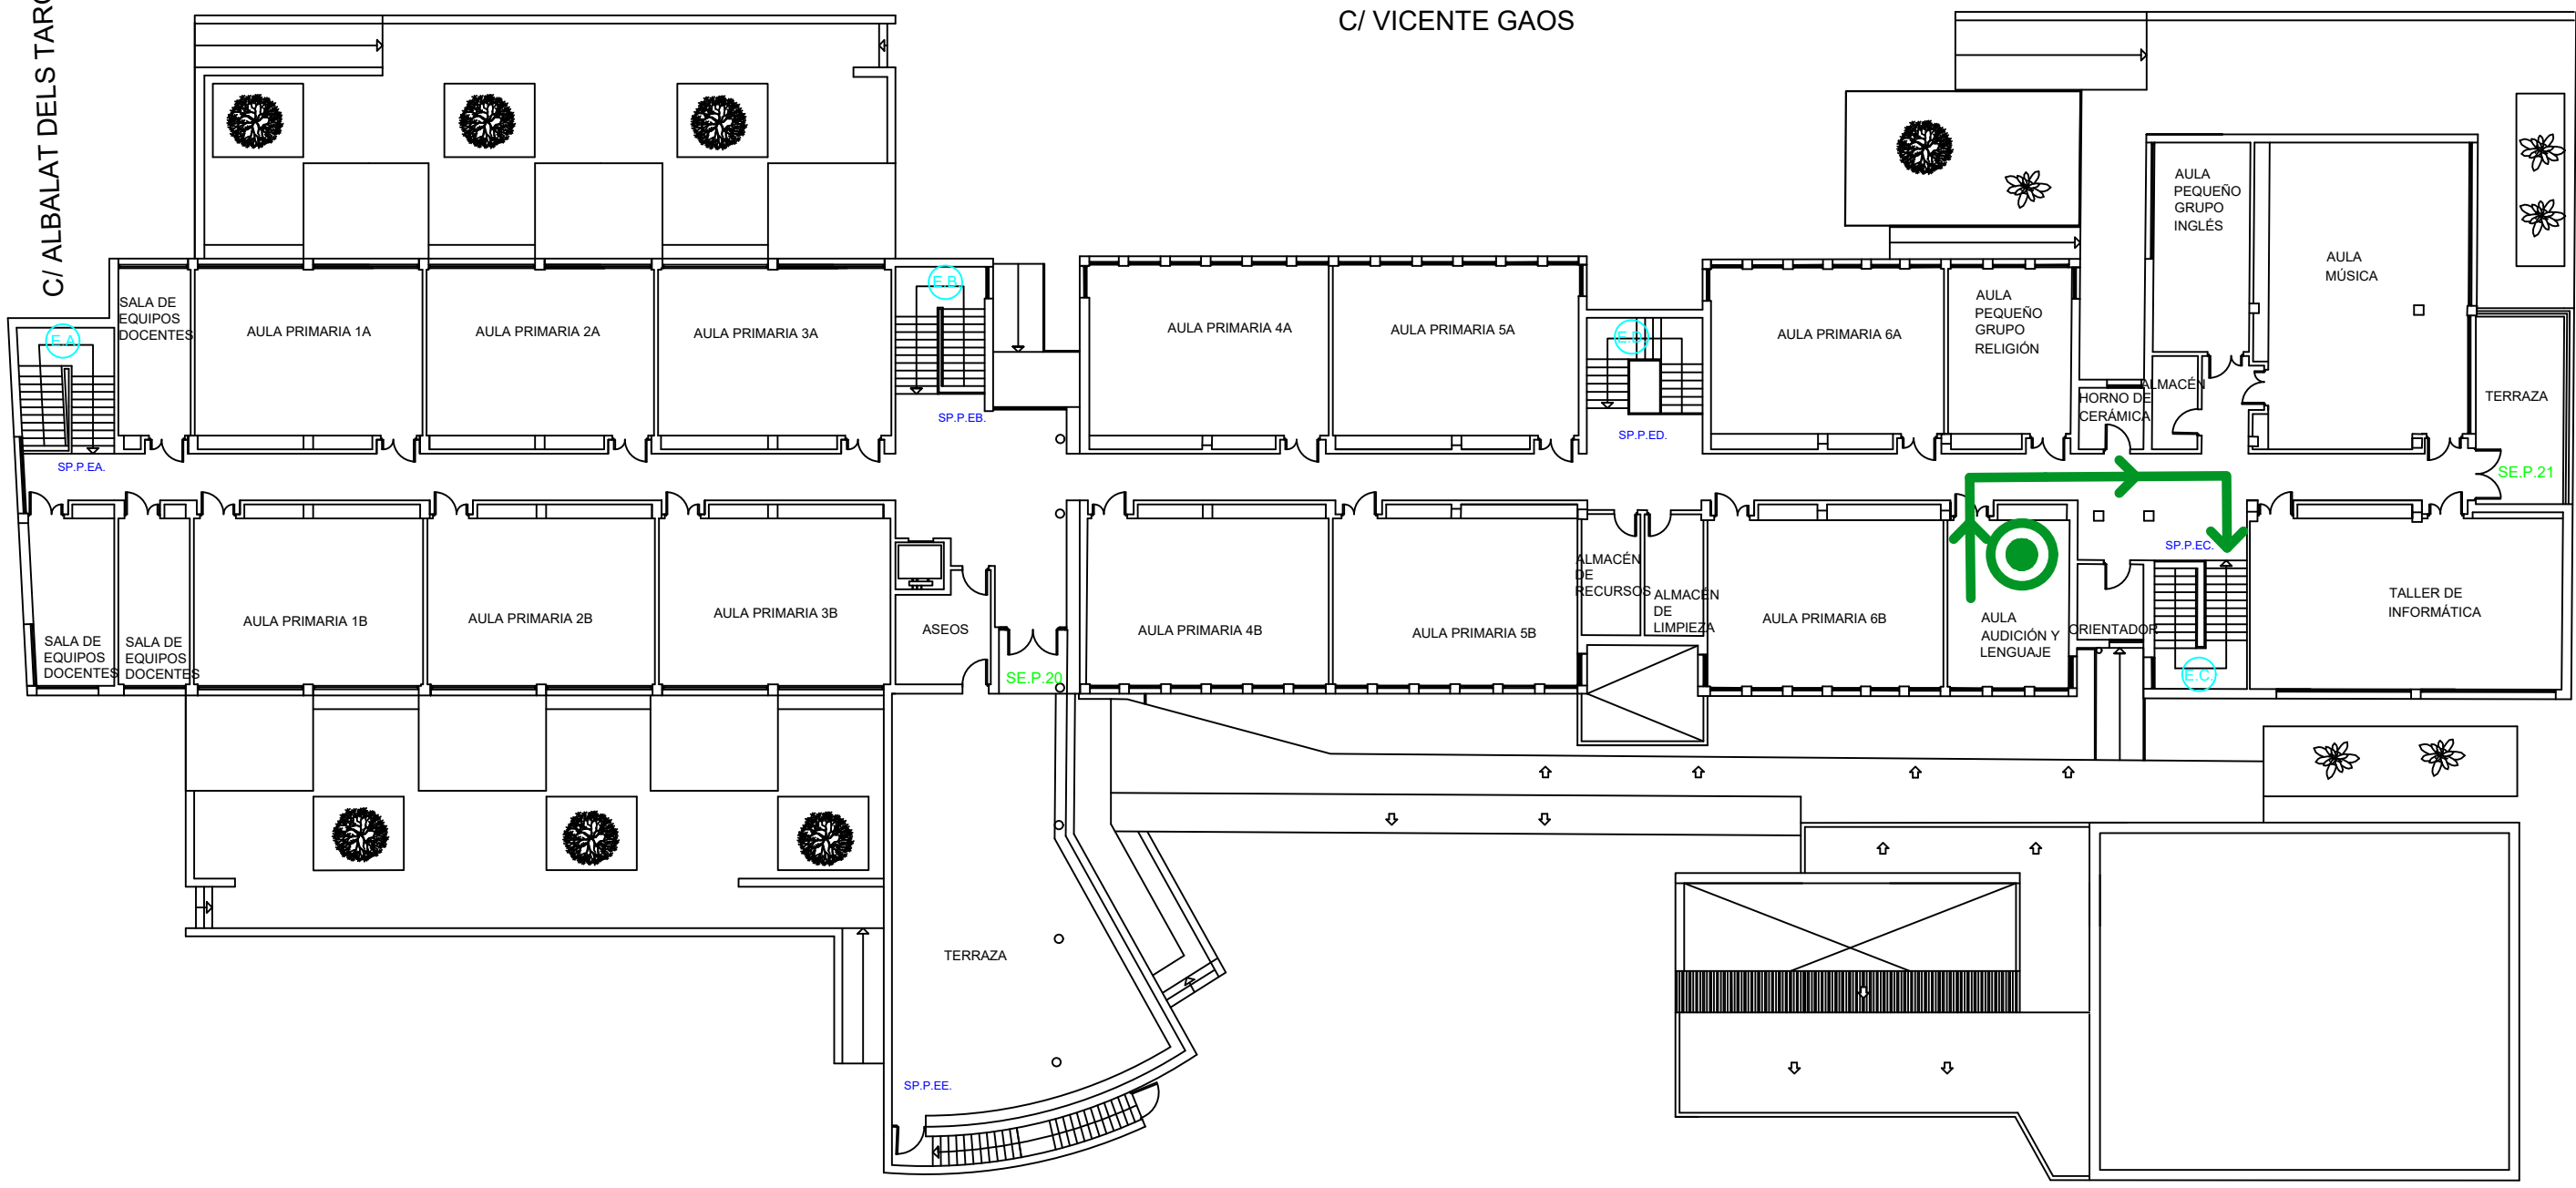 C/ ALBALAT DELS TARO
C/ VICENTE GAOS
AULA
PEQUEÑO
GRUPO
INGLÉS
AULA
MÚSICA
E.A.
SALA DE
EQUIPOS
DOCENTES
AULA PRIMARIA 1A
AULA PRIMARIA 2A
AULA PRIMARIA 3A
E.B.
SP.P.EB.
AULA PRIMARIA 4A
AULA PRIMARIA 5A
E.D.
SP.P.ED.
AULA PRIMARIA 6A
AULA
PEQUEÑO
GRUPO
RELIGIÓN
HORNO DE
CERÁMICA
ALMACÉN
TERRAZA
SP.P.EA.
SE.P.21
SALA DE
EQUIPOS
DOCENTES
SALA DE
EQUIPOS
DOCENTES
AULA PRIMARIA 1B
AULA PRIMARIA 2B
AULA PRIMARIA 3B
ASEOS
SE.P.20
AULA PRIMARIA 4B
AULA PRIMARIA 5B
ALMACÉN
DE
RECURSOS
ALMACÉN
DE
LIMPIEZA
AULA PRIMARIA 6B
AULA
AUDICIÓN Y
LENGUAJE
ORIENTADOR
SP.P.EC.
E.C.
TALLER DE
INFORMÁTICA
TERRAZA
SP.P.EE.